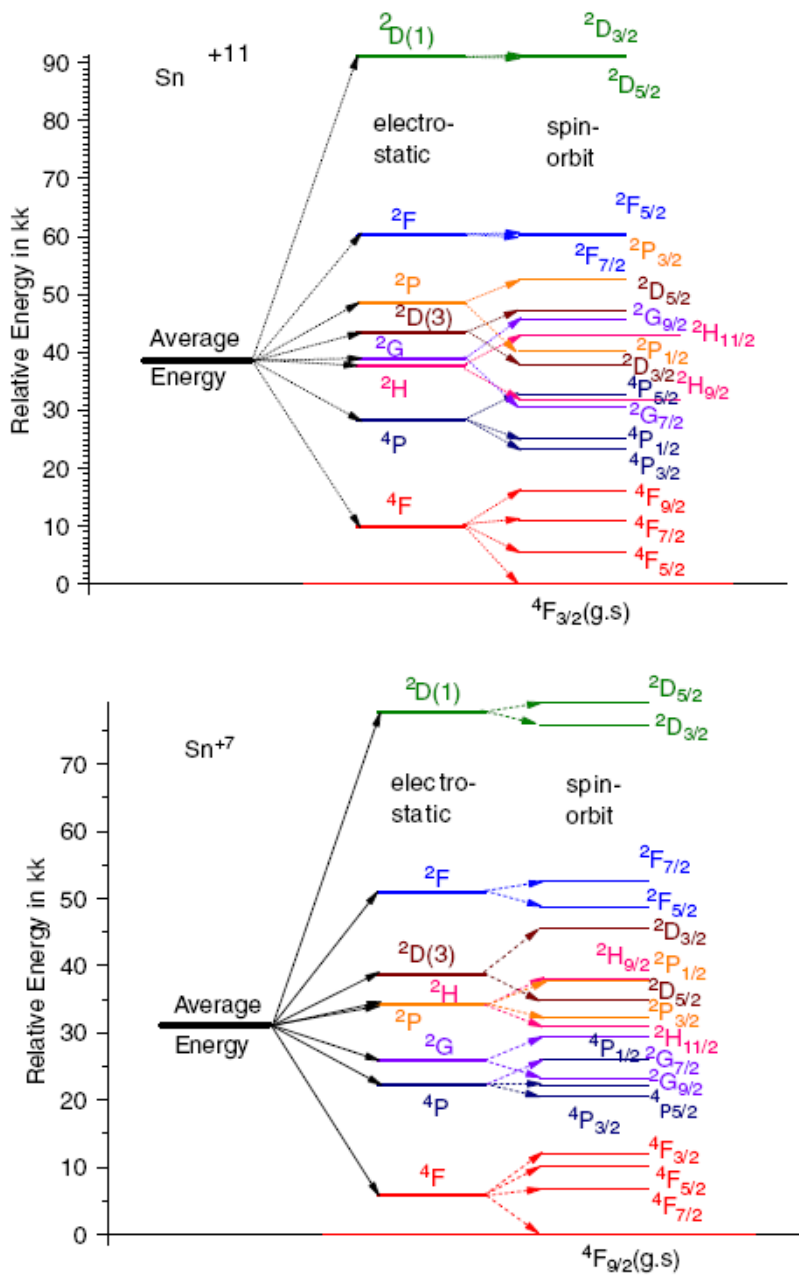 ²D(1) ²D3/2
+11
90
Sn
²D5/2
80
electro- spin-
static orbit
70
²F ²F5/2
60
²F7/2 ²P3/2
50
²P ²D5/2
²D(3) ²G9/2
Average ²G ²H11/2
40
²P1/2
Energy ²H ²D3/2
⁴P5/2 ²H9/2
30
²G7/2
⁴P ⁴P1/2
20
⁴P3/2
⁴F ⁴F9/2
10
⁴F7/2
⁴F5/2
0
⁴F3/2(g.s)
Relative Energy in kk
²D(1) ²D5/2
²D3/2
Sn+7
70
electro- spin-
static orbit
60
²F ²F7/2
50
²F5/2
²D(3) ²D3/2
40
²H ²H9/2 ²P1/2
Average ²D5/2
²P ²P3/2
30
Energy ²H11/2
²G ⁴P1/2 ²G7/2
²G9/2
20
⁴P ⁴P5/2
⁴P3/2
⁴F3/2
10
⁴F ⁴F5/2
⁴F7/2
0
⁴F9/2(g.s)
Relative Energy in kk